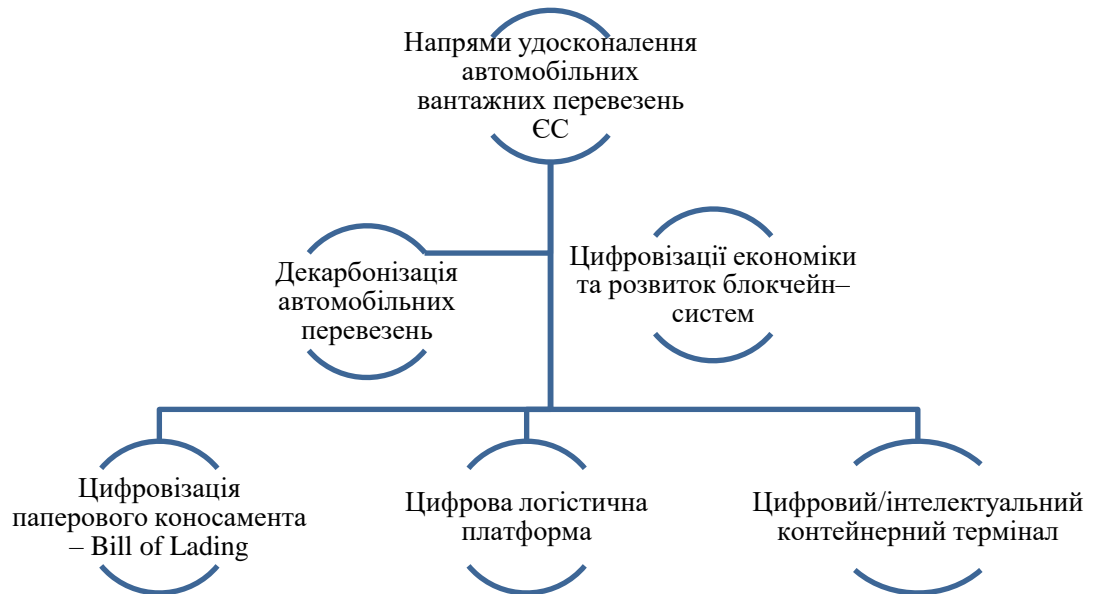 Напрями удосконалення
автомобільних
вантажних перевезень
ЄС
Декарбонізація
автомобільних
перевезень
Цифровізації економіки
та розвиток блокчейн–
систем
Цифровізація
паперового коносамента
– Bill of Lading
Цифрова логістична
платформа
Цифровий/інтелектуальний
контейнерний термінал